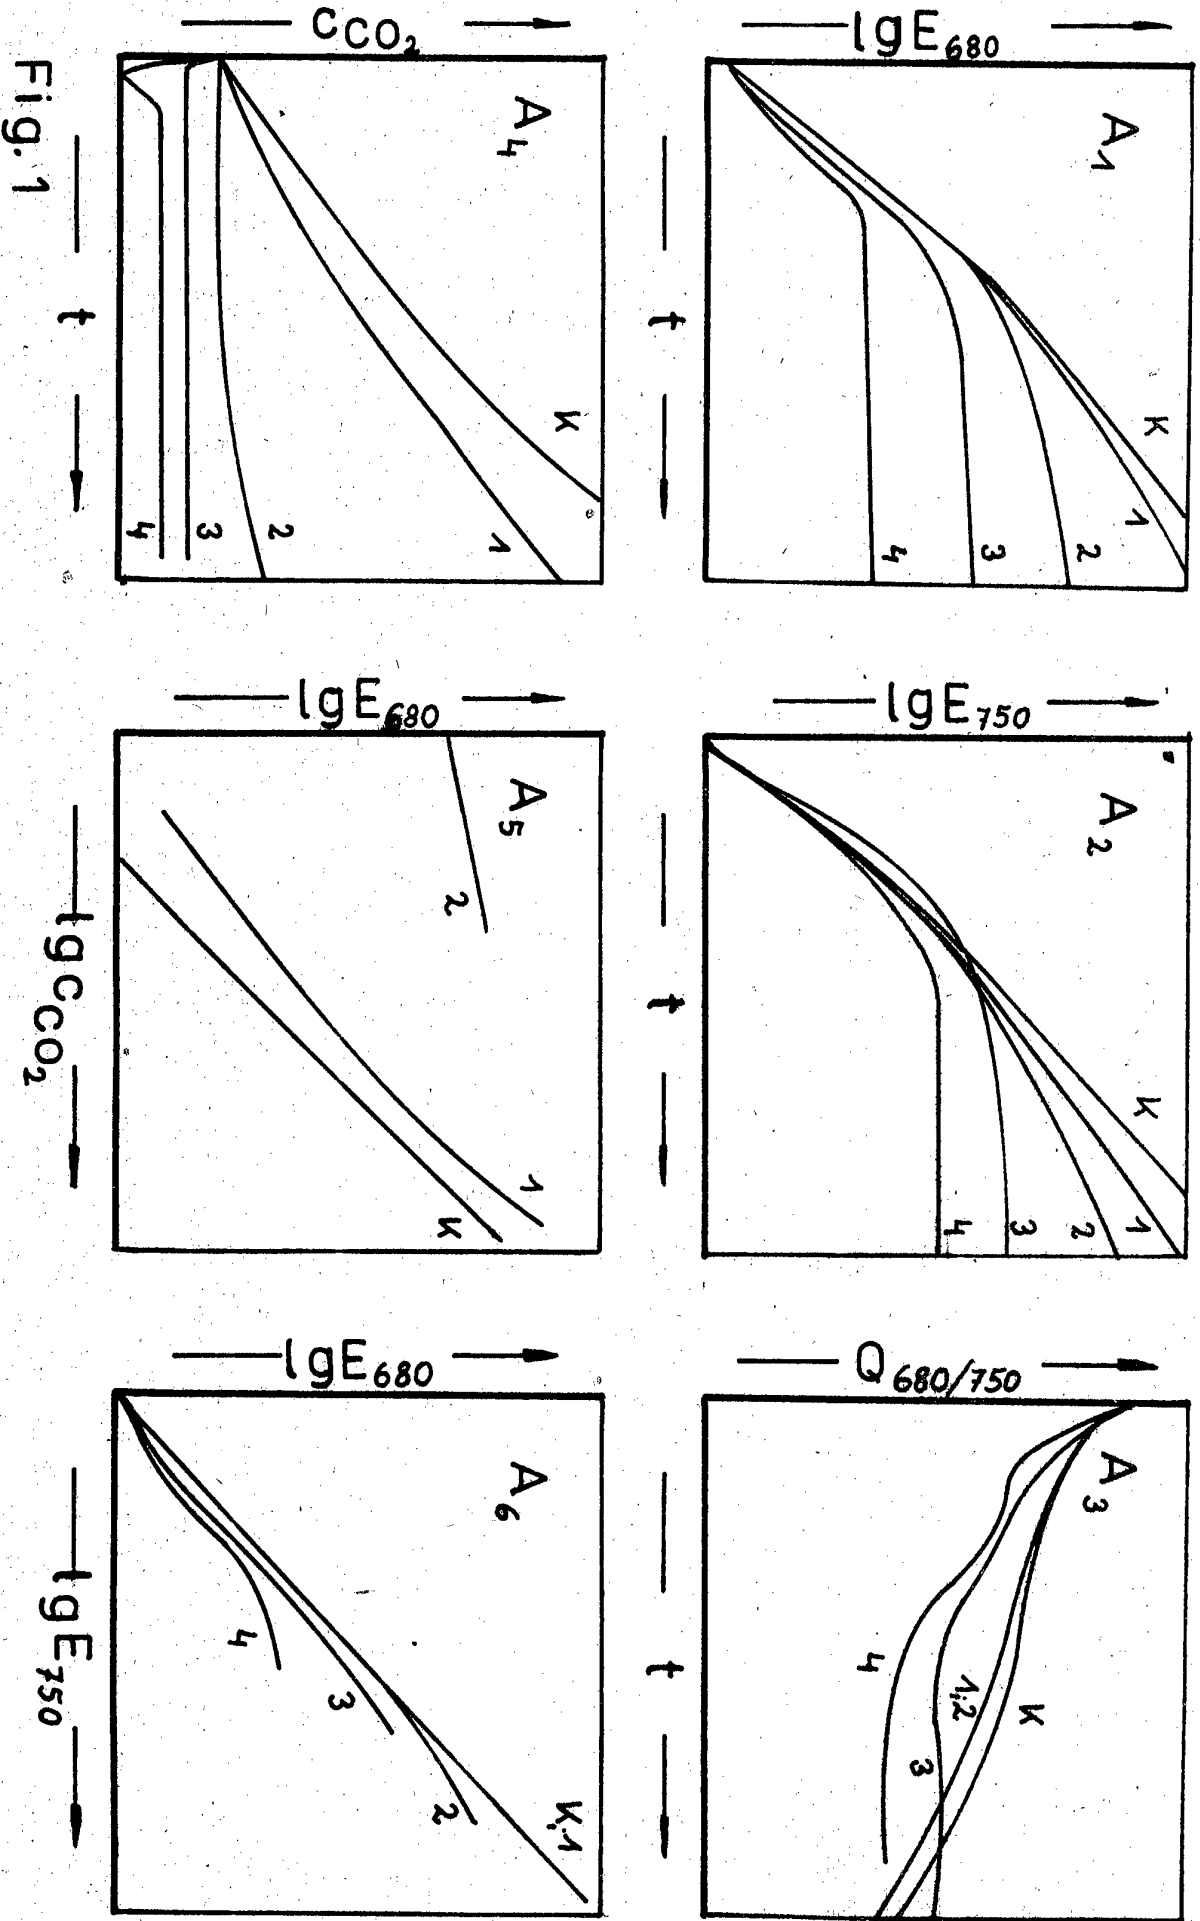 lgE₆₈₀
A₁
K
1
2
3
4
t
lgE₇₅₀
A₂
K
1
2
3
4
t
Q₆₈₀/₇₅₀
A₃
K
1,2
3
4
t
C_CO₂
A₄
K
1
2
3
4
t
lgE₆₈₀
A₅
2
1
K
lgC_CO₂
lgE₆₈₀
A₆
K,1
2
3
4
lgE₇₅₀
Fig.1